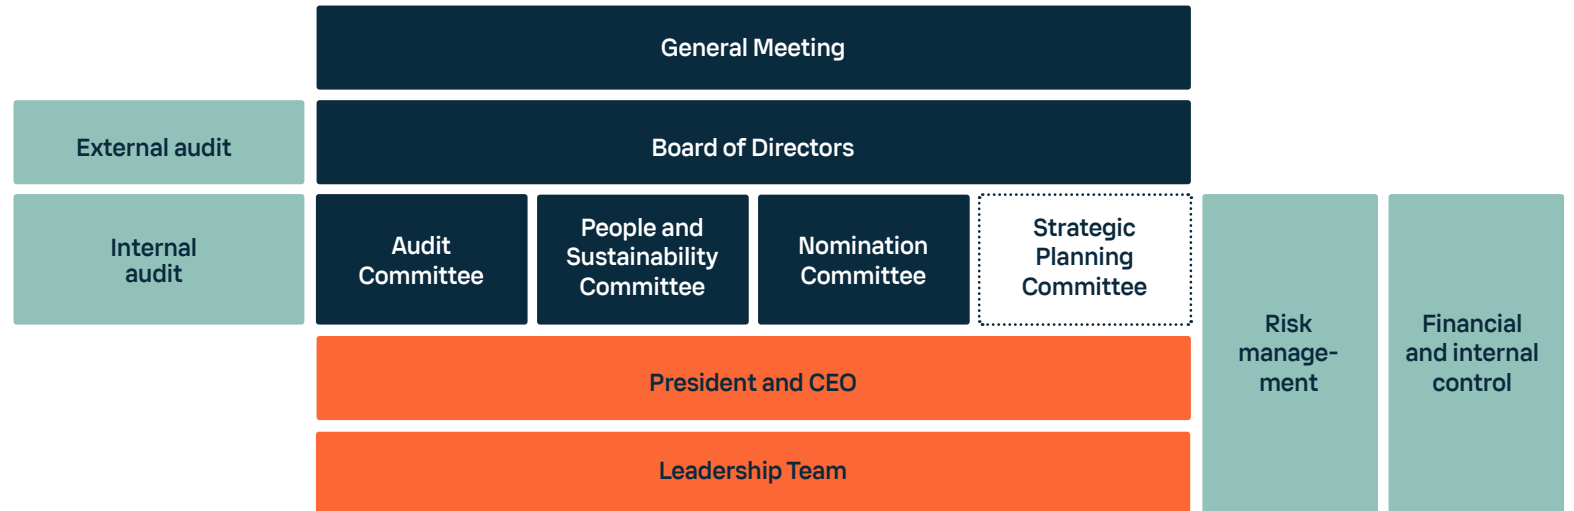 General Meeting
External audit
Board of Directors
Internal
audit
Audit
Committee
People and
Sustainability
Committee
Nomination
Committee
Strategic
Planning
Committee
Risk
manage-
ment
Financial
and internal
control
President and CEO
Leadership Team